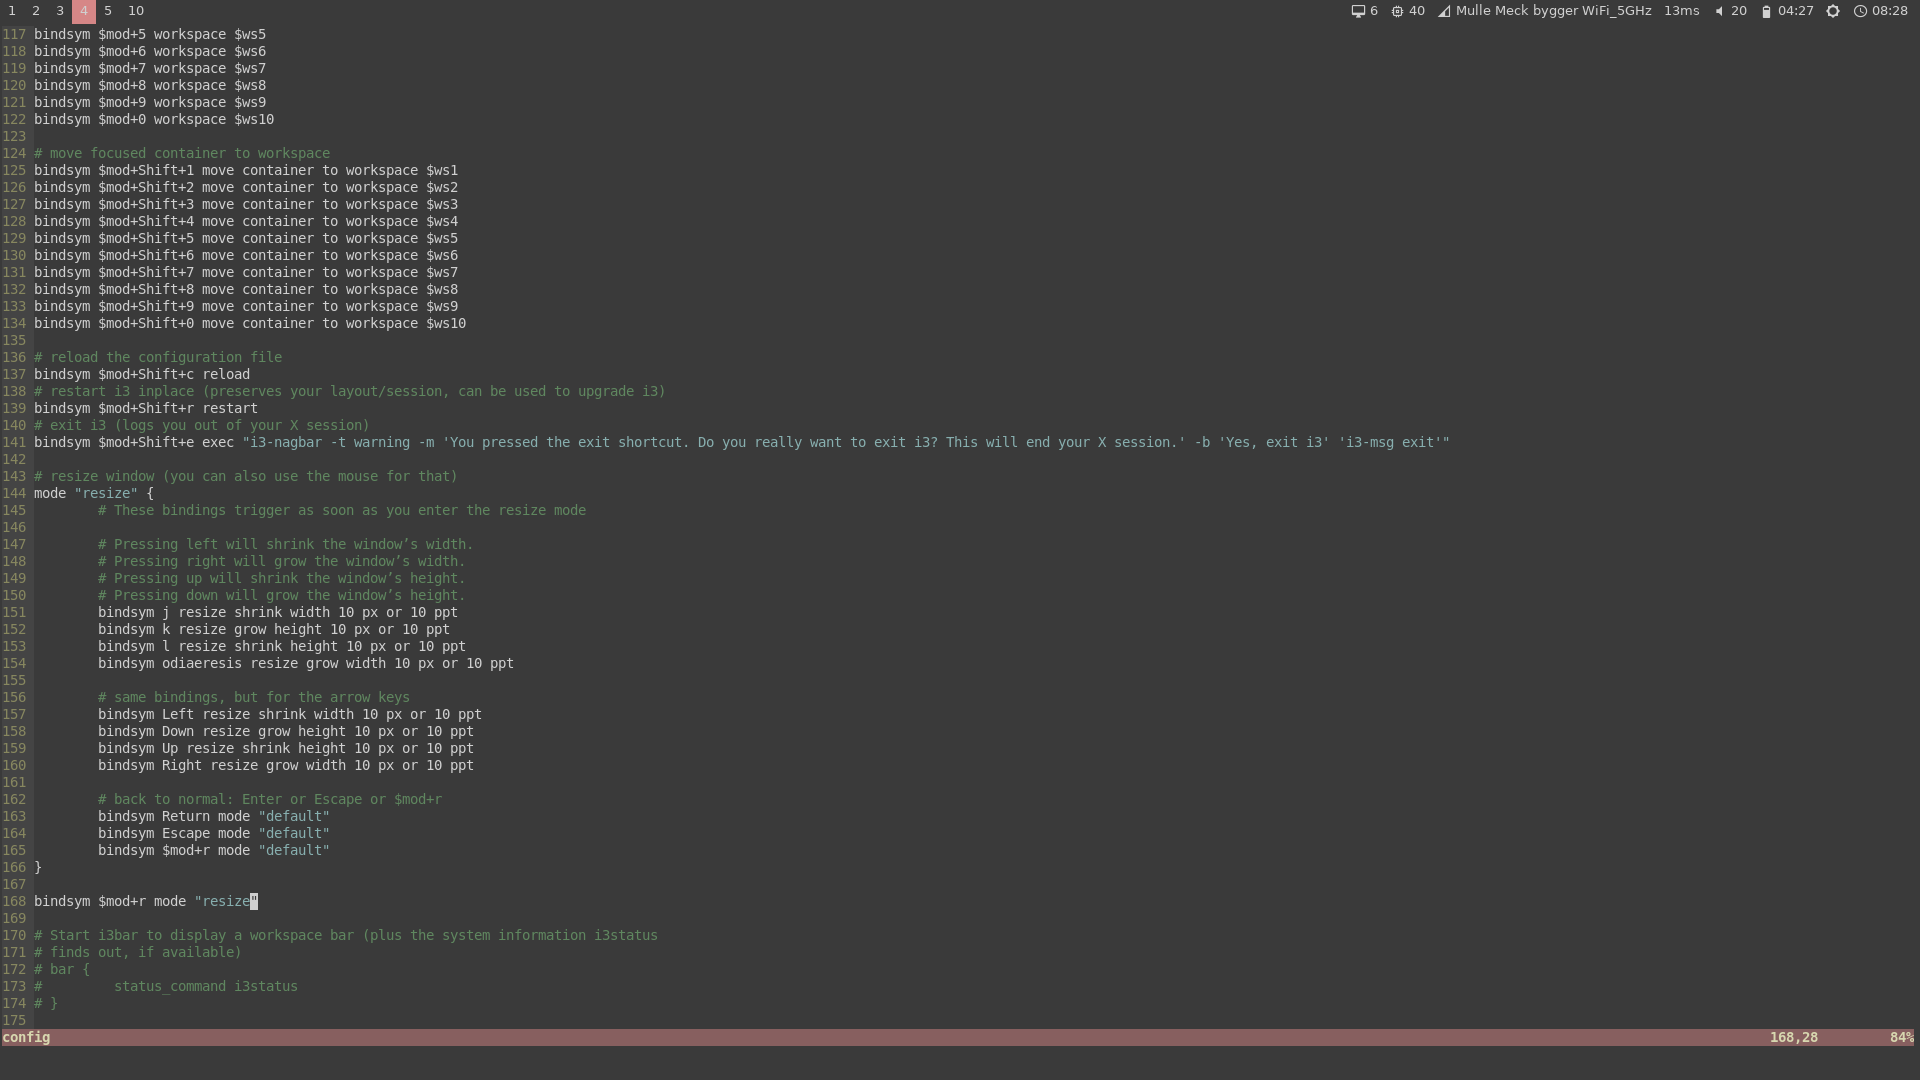 1 2 3 4 5 10 6 40 Mulle Meck bygger WiFi_5GHz 13ms 20 04:27 08:28
117 bindsym $mod+5 workspace $ws5
118 bindsym $mod+6 workspace $ws6
119 bindsym $mod+7 workspace $ws7
120 bindsym $mod+8 workspace $ws8
121 bindsym $mod+9 workspace $ws9
122 bindsym $mod+0 workspace $ws10
123
124 # move focused container to workspace
125 bindsym $mod+Shift+1 move container to workspace $ws1
126 bindsym $mod+Shift+2 move container to workspace $ws2
127 bindsym $mod+Shift+3 move container to workspace $ws3
128 bindsym $mod+Shift+4 move container to workspace $ws4
129 bindsym $mod+Shift+5 move container to workspace $ws5
130 bindsym $mod+Shift+6 move container to workspace $ws6
131 bindsym $mod+Shift+7 move container to workspace $ws7
132 bindsym $mod+Shift+8 move container to workspace $ws8
133 bindsym $mod+Shift+9 move container to workspace $ws9
134 bindsym $mod+Shift+0 move container to workspace $ws10
135
136 # reload the configuration file
137 bindsym $mod+Shift+c reload
138 # restart i3 inplace (preserves your layout/session, can be used to upgrade i3)
139 bindsym $mod+Shift+r restart
140 # exit i3 (logs you out of your X session)
141 bindsym $mod+Shift+e exec "i3-nagbar -t warning -m 'You pressed the exit shortcut. Do you really want to exit i3? This will end your X session.' -b 'Yes, exit i3' 'i3-msg exit'"
142
143 # resize window (you can also use the mouse for that)
144 mode "resize" {
145         # These bindings trigger as soon as you enter the resize mode
146
147         # Pressing left will shrink the window’s width.
148         # Pressing right will grow the window’s width.
149         # Pressing up will shrink the window’s height.
150         # Pressing down will grow the window’s height.
151         bindsym j resize shrink width 10 px or 10 ppt
152         bindsym k resize grow height 10 px or 10 ppt
153         bindsym l resize shrink height 10 px or 10 ppt
154         bindsym odiaeresis resize grow width 10 px or 10 ppt
155
156         # same bindings, but for the arrow keys
157         bindsym Left resize shrink width 10 px or 10 ppt
158         bindsym Down resize grow height 10 px or 10 ppt
159         bindsym Up resize shrink height 10 px or 10 ppt
160         bindsym Right resize grow width 10 px or 10 ppt
161
162         # back to normal: Enter or Escape or $mod+r
163         bindsym Return mode "default"
164         bindsym Escape mode "default"
165         bindsym $mod+r mode "default"
166 }
167
168 bindsym $mod+r mode "resize"
169
170 # Start i3bar to display a workspace bar (plus the system information i3status
171 # finds out, if available)
172 # bar {
173 #         status_command i3status
174 # }
175
config 168,28 84%